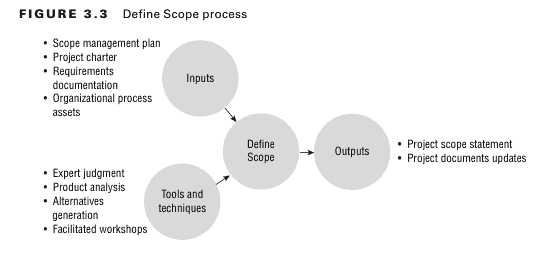 FIGURE 3.3 Define Scope process
• Scope management plan
• Project charter
• Requirements
documentation
• Organizational process
assets
Inputs
Define
Scope
Outputs
• Project scope statement
• Project documents updates
• Expert judgment
• Product analysis
• Alternatives
generation
• Facilitated workshops
Tools and
techniques